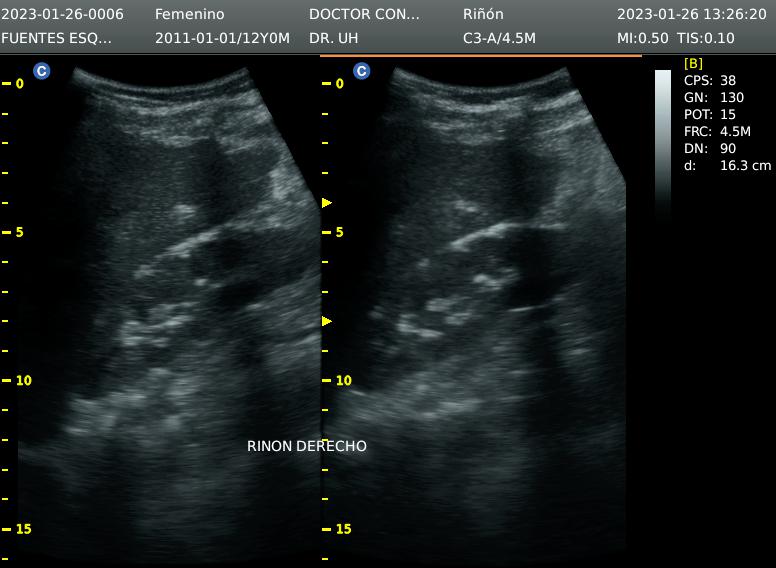 2023-01-26-0006 Femenino DOCTOR CON... Riñón 2023-01-26 13:26:20
FUENTES ESQ... 2011-01-01/12Y0M DR. UH C3-A/4.5M MI:0.50 TIS:0.10
C C
[B]
CPS: 38
GN: 130
POT: 15
FRC: 4.5M
DN: 90
d: 16.3 cm
0 0
5 5
10 10
RINON DERECHO
15 15